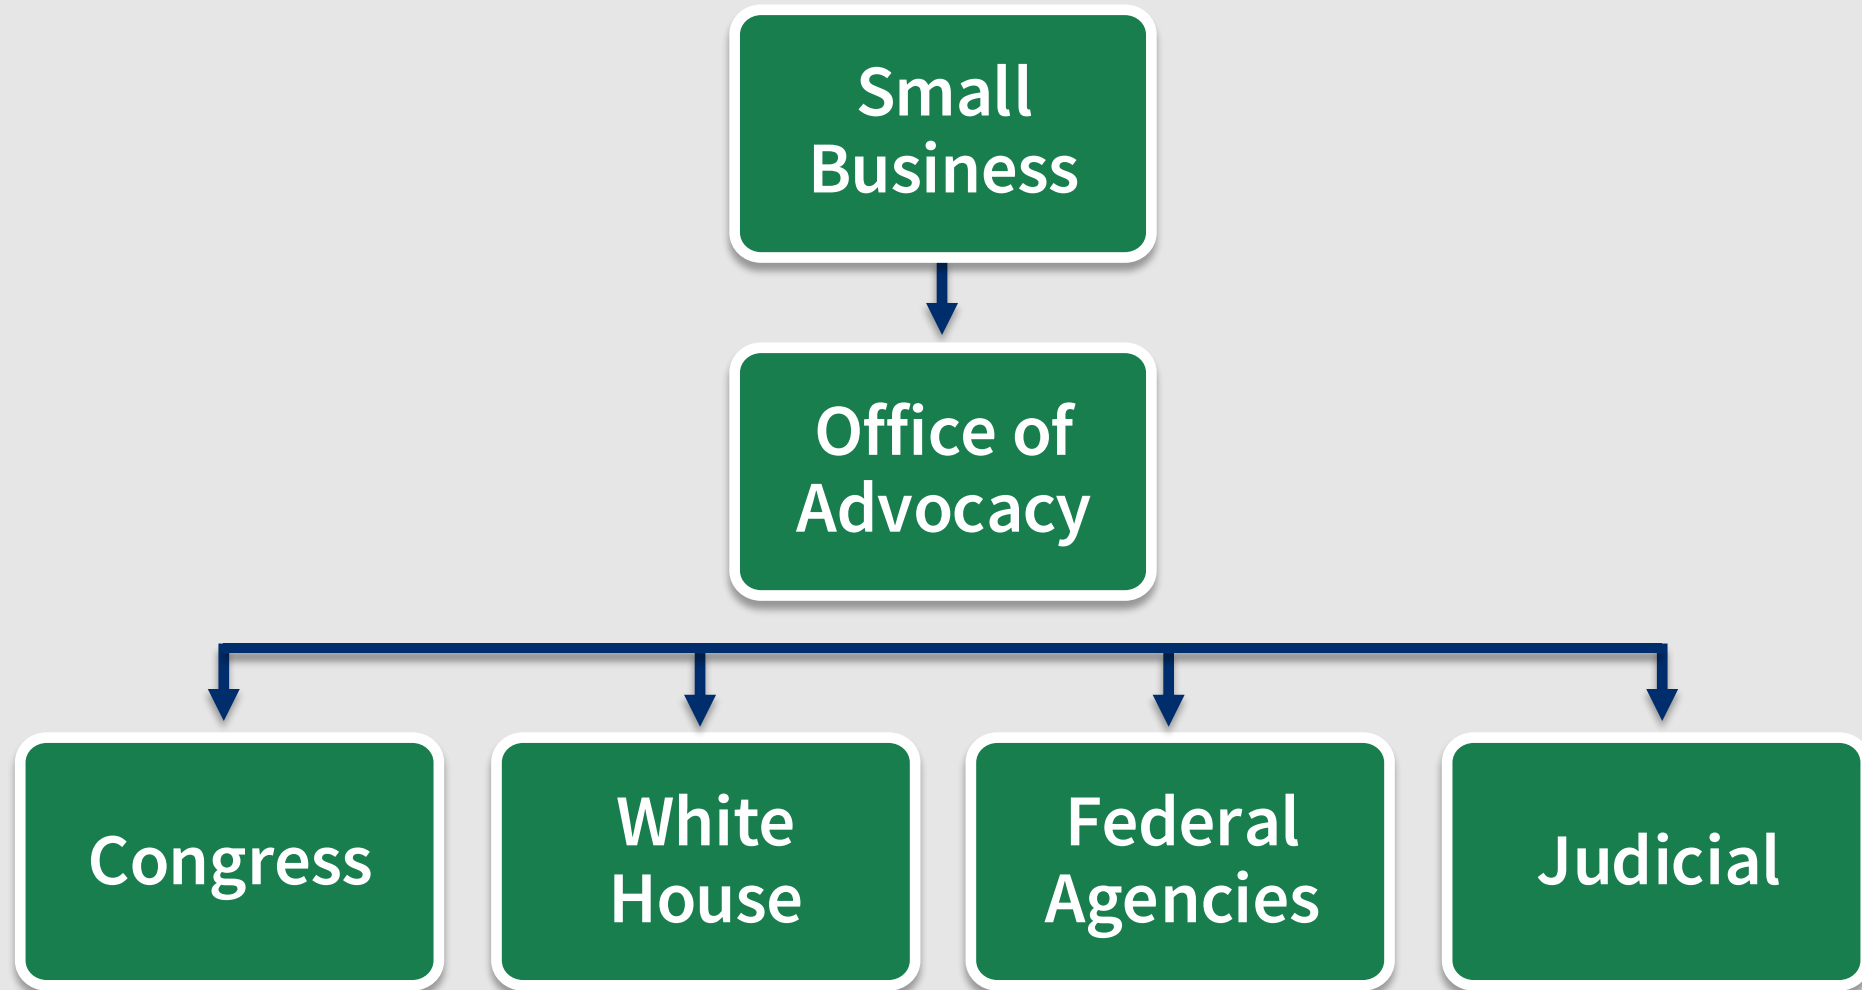 Small
Business
Office of
Advocacy
Congress
White
House
Federal
Agencies
Judicial